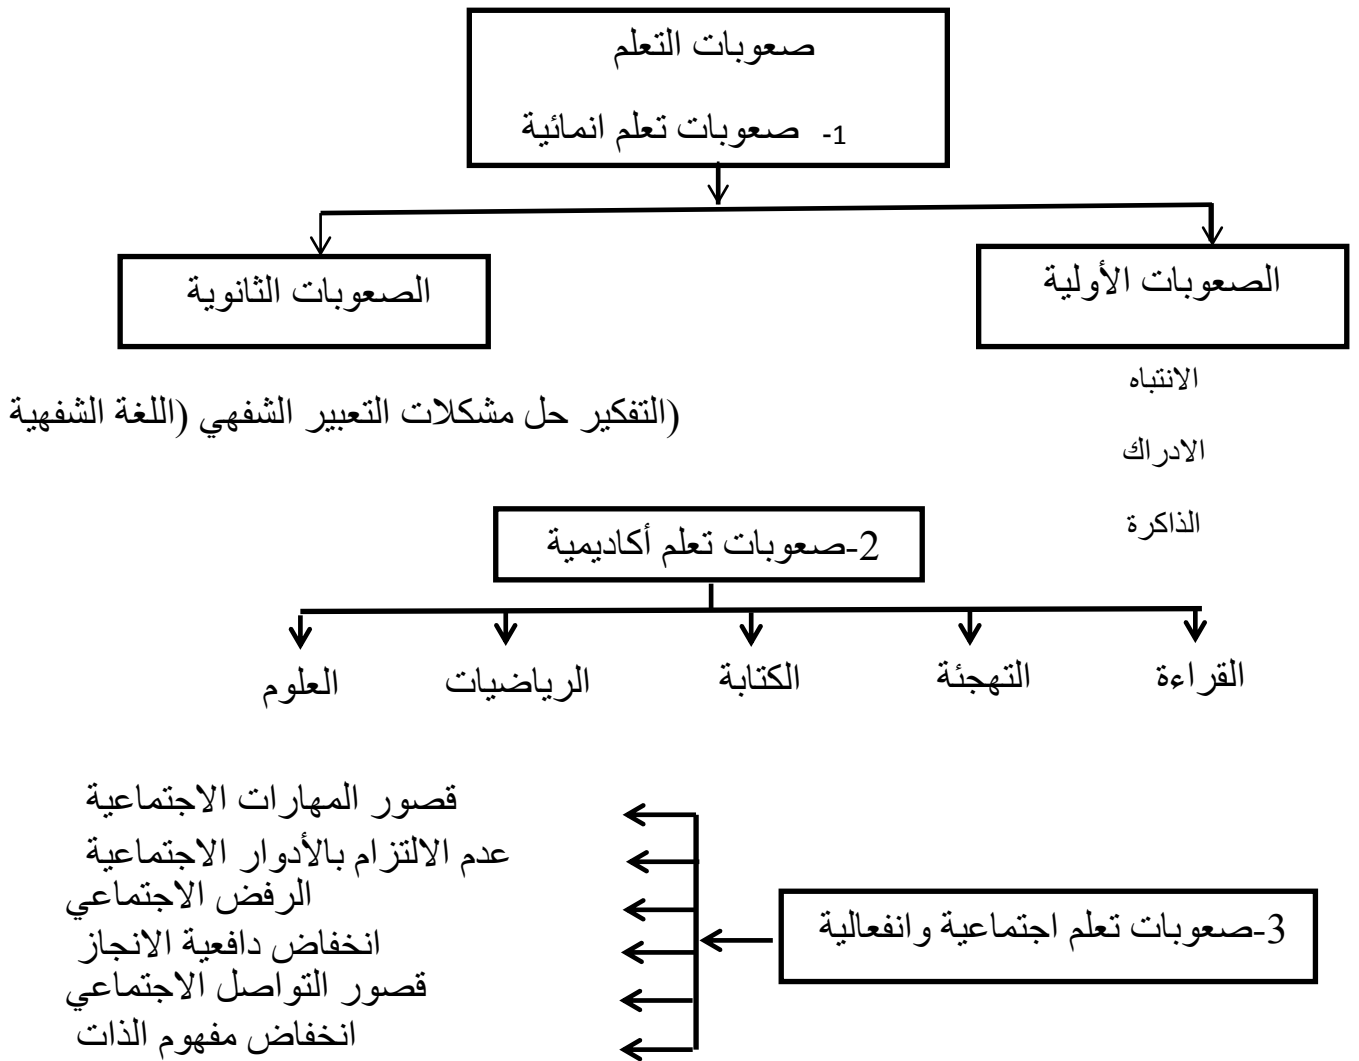 صعوبات التعلم
1- صعوبات تعلم انمائية
الصعوبات الأولية
الصعوبات الثانوية
الانتباه
الادراك
الذاكرة
(التفكير حل مشكلات التعبير الشفهي (اللغة الشفهية
2-صعوبات تعلم أكاديمية
القراءة
التهجئة
الكتابة
الرياضيات
العلوم
3-صعوبات تعلم اجتماعية وانفعالية
قصور المهارات الاجتماعية
عدم الالتزام بالأدوار الاجتماعية
الرفض الاجتماعي
انخفاض دافعية الانجاز
قصور التواصل الاجتماعي
انخفاض مفهوم الذات